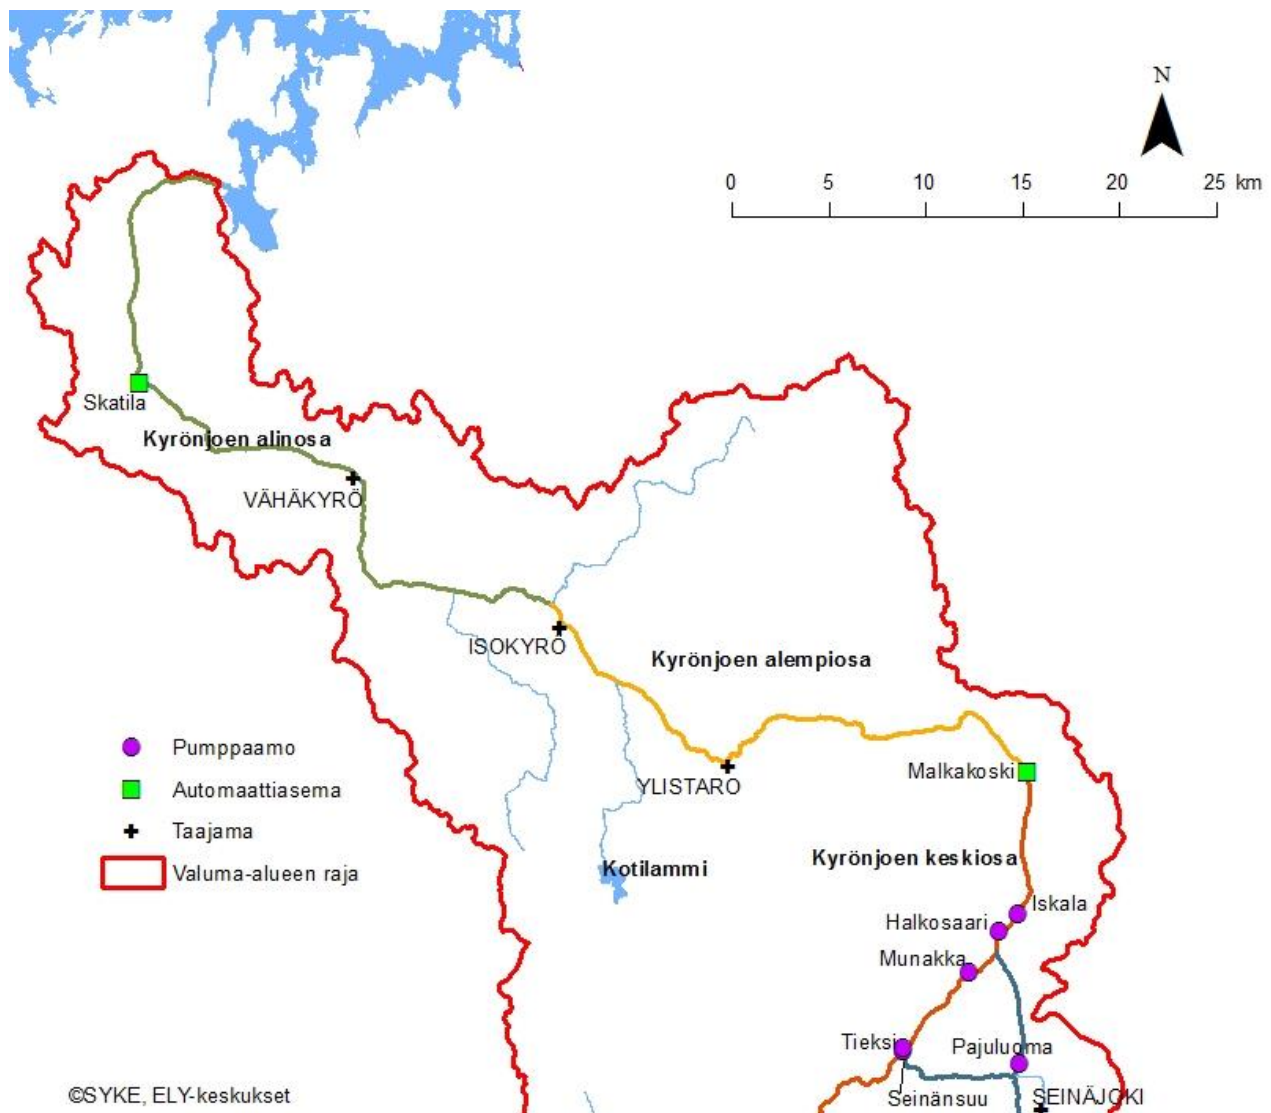 N
0 5 10 15 20 25 km
Skatila
Kyrönjoen alinosa
VÄHÄKYRÖ
ISOKYRÖ
Kyrönjoen alempiosa
Pumppaamo
Automaattiasema
Taajama
Valuma-alueen raja
YLISTARO
Malkakoski
Kotilammi
Kyrönjoen keskiosa
Iskala
Halkosaari
Munakka
Tieksi
Pajuluoma
Seinänsuu
SEINÄJOKI
©SYKE, ELY-keskukset